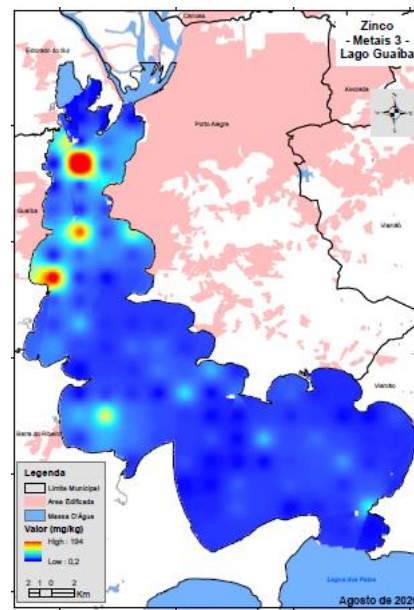 Zinco
- Metais 3 -
Lago Guaíba
Canoas
Eldorado do Sul
Alvorada
Porto Alegre
Guaíba
Viamão
Viamão
Barra do Ribeiro
Legenda
Limite Municipal
Área Edificada
Massa D'Água
Valor (mg/kg)
High : 194
Low : 0,2
2 1 0 2
Km
Lagoa dos Patos
Agosto de 2020